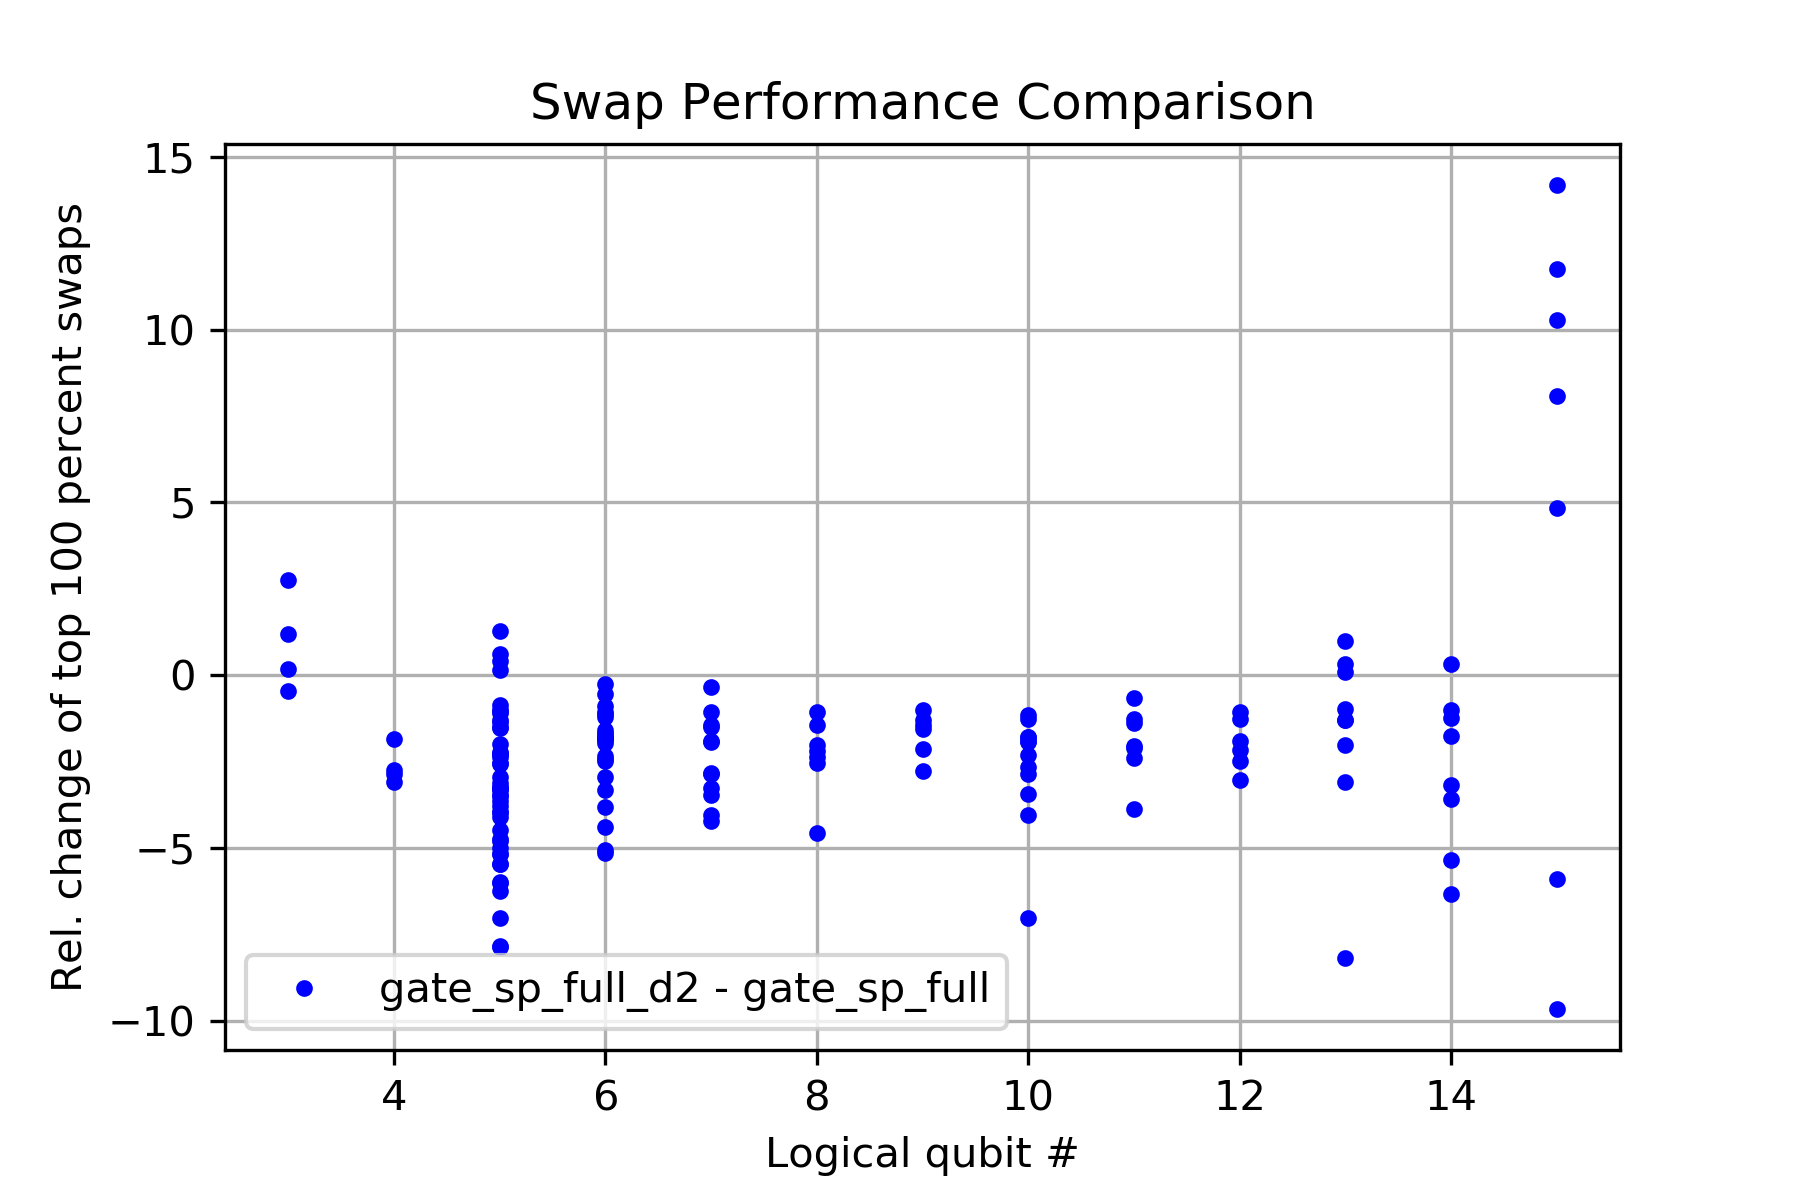 Swap Performance Comparison
Rel. change of top 100 percent swaps
15
10
5
0
−5
−10
gate_sp_full_d2 - gate_sp_full
4 6 8 10 12 14
Logical qubit #